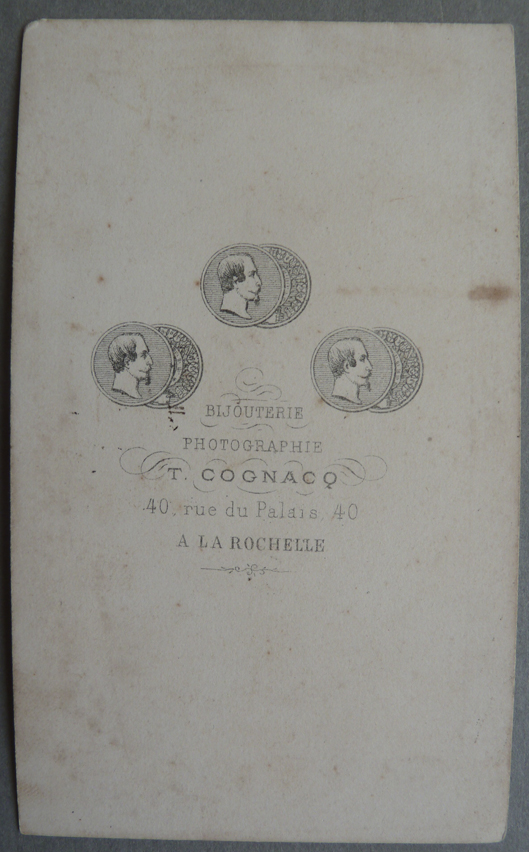 BIJOUTERIE
PHOTOGRAPHIE
T. COGNACQ
40, rue du Palais, 40
A LA ROCHELLE